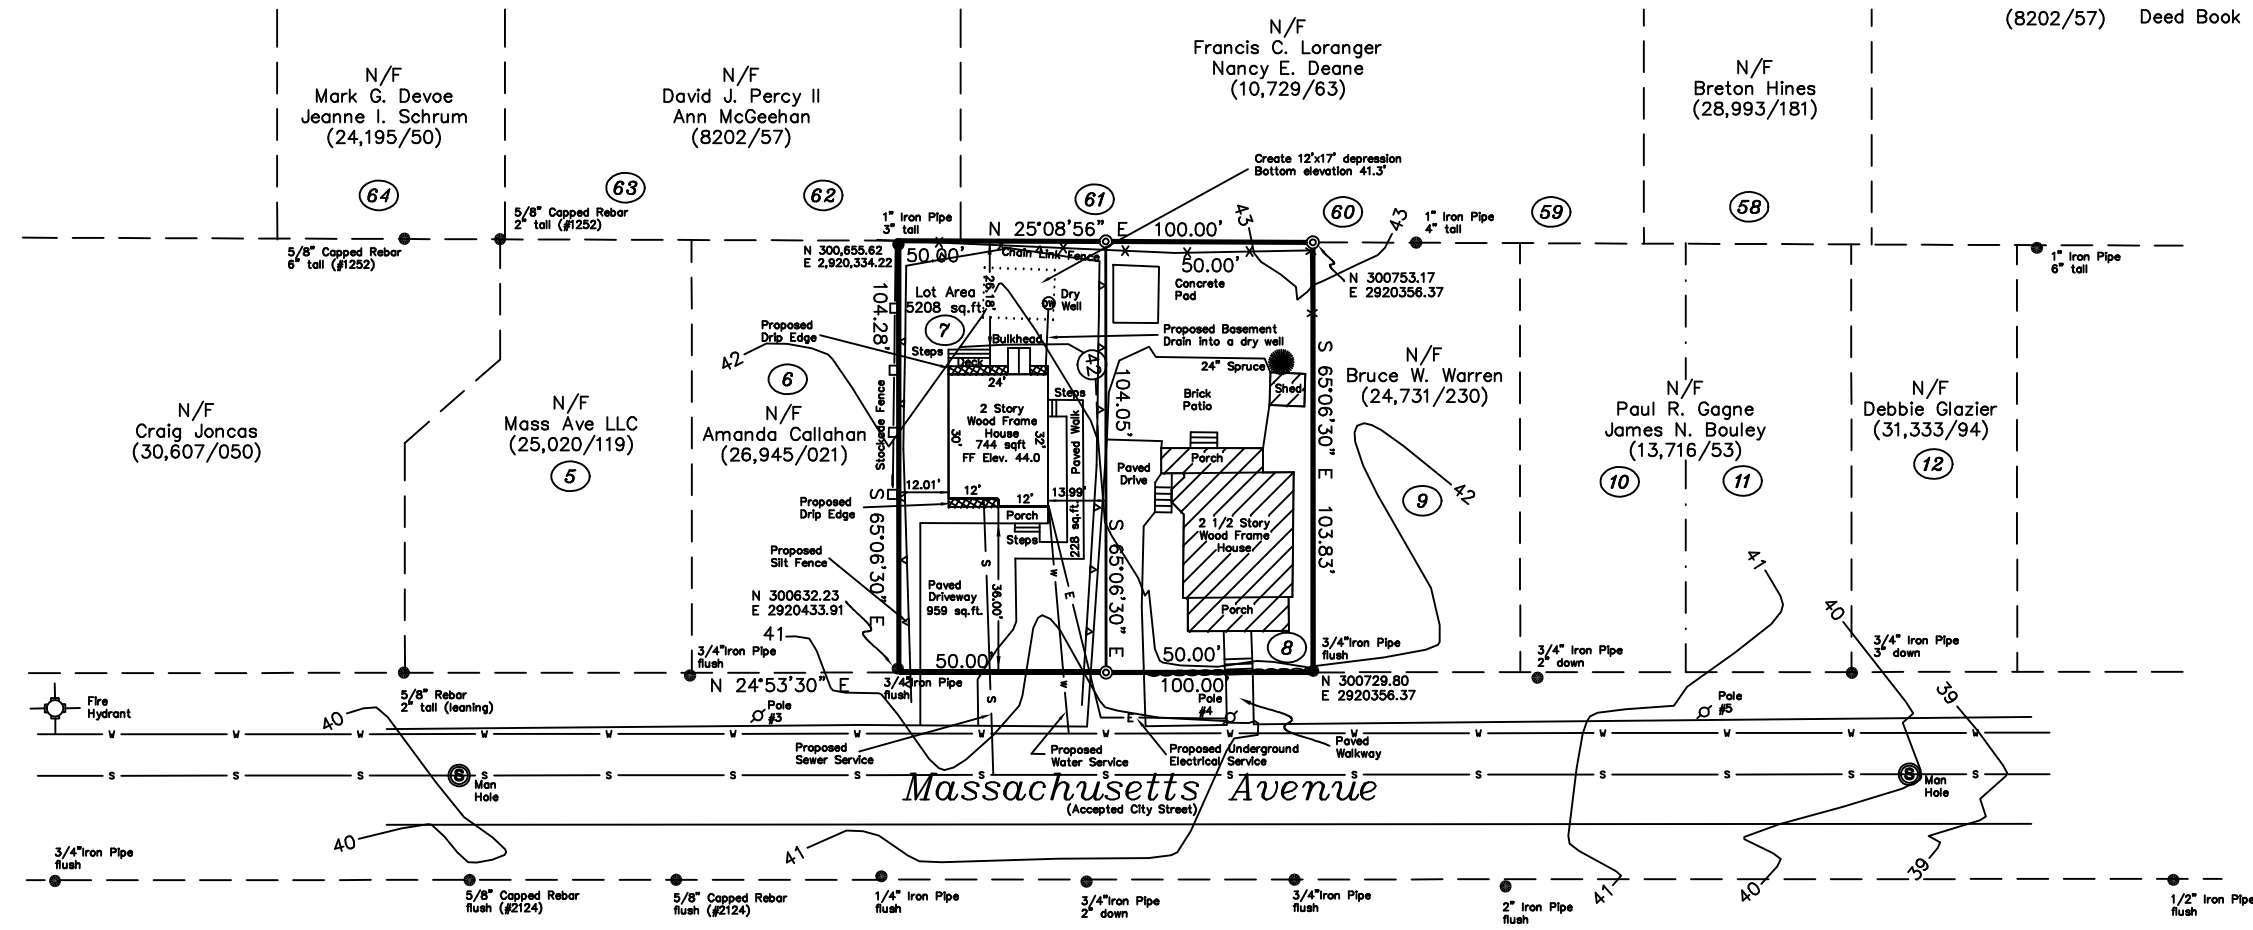 (8202/57) Deed Book
N/F
Mark G. Devoe
Jeanne I. Schrum
(24,195/50)
N/F
David J. Percy II
Ann McGeehan
(8202/57)
N/F
Francis C. Loranger
Nancy E. Deane
(10,729/63)
N/F
Breton Hines
(28,993/181)
Create 12'x17' depression
Bottom elevation 41.3'
64
63
62
61
60
59
58
5/8" Capped Rebar
6" tall (#1252)
5/8" Capped Rebar
2" tall (#1252)
1" Iron Pipe
3" tall
N 25°08'56" E 100.00'
43
43
1" Iron Pipe
4" tall
1" Iron Pipe
6" tall
N 300,655.62
E 2,920,334.22
50.00'
Chain Link Fence
50.00'
N 300753.17
E 2920356.37
104.28'
Lot Area
5208 sq.ft.
26.18'
Dry
Well
DW
Concrete
Pad
7
Proposed
Drip Edge
Steps
Bulkhead
Deck
Proposed Basement
Drain into a dry well
42
42
24" Spruce
Shed
S 65°06'30" E 103.83'
N/F
Bruce W. Warren
(24,731/230)
6
N/F
Craig Joncas
(30,607/050)
N/F
Mass Ave LLC
(25,020/119)
5
N/F
Amanda Callahan
(26,945/021)
Stockade Fence
24'
2 Story
Wood Frame
House
744 sqft
FF Elev. 44.0
30'
32'
Steps
Paved Walk
228 sq.ft.
104.05'
Brick
Patio
Porch
Paved
Drive
N/F
Paul R. Gagne
James N. Bouley
(13,716/53)
10
11
N/F
Debbie Glazier
(31,333/94)
12
42
9
12.01'
12'
12'
13.99'
Proposed
Drip Edge
Porch
Steps
2 1/2 Story
Wood Frame
House
Proposed
Silt Fence
S 65°06'30" E
S 65°06'30" E
Paved
Driveway
959 sq.ft.
36.00'
S
W
E
N 300632.23
E 2920433.91
41
Porch
8
41
40
3/4"Iron Pipe
flush
50.00'
50.00'
3/4"Iron Pipe
flush
3/4" Iron Pipe
2" down
3/4" Iron Pipe
3" down
N 24°53'30" E
3/4"Iron Pipe
flush
100.00'
N 300729.80
E 2920356.37
Fire
Hydrant
5/8" Rebar
2" tall (leaning)
40
Pole
#3
S
W
E
Pole
#4
Pole
#5
39
W W W W W W W W W W W W W W W W
Proposed
Sewer Service
Proposed
Water Service
Proposed Underground
Electrical Service
Paved
Walkway
S S S S S S S S S S S S S S S S
S
Man
Hole
S
Man
Hole
Massachusetts Avenue
(Accepted City Street)
40
41
41
40
39
3/4"Iron Pipe
flush
5/8" Capped Rebar
flush (#2124)
5/8" Capped Rebar
flush (#2124)
1/4" Iron Pipe
flush
3/4"Iron Pipe
2" down
3/4"Iron Pipe
flush
2" Iron Pipe
flush
1/2" Iron Pipe
flush